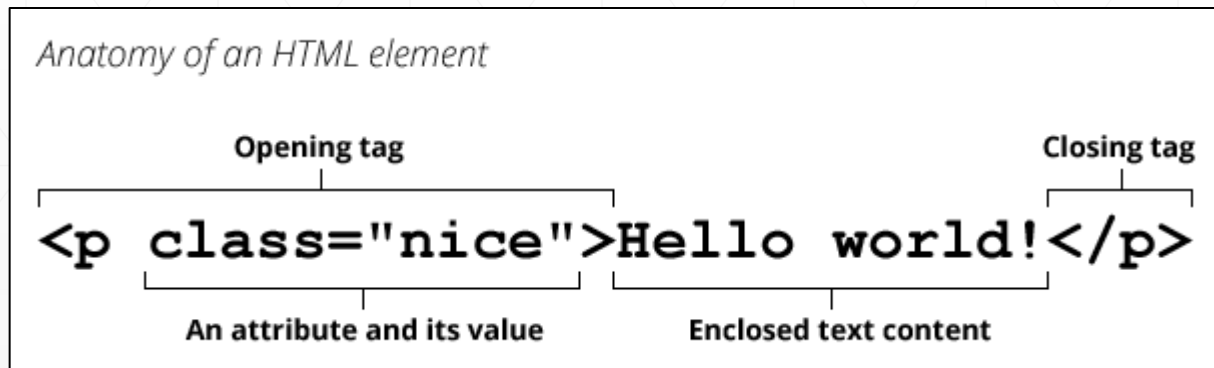 Anatomy of an HTML element
Opening tag
Closing tag
<p class="nice">Hello world!</p>
An attribute and its value
Enclosed text content